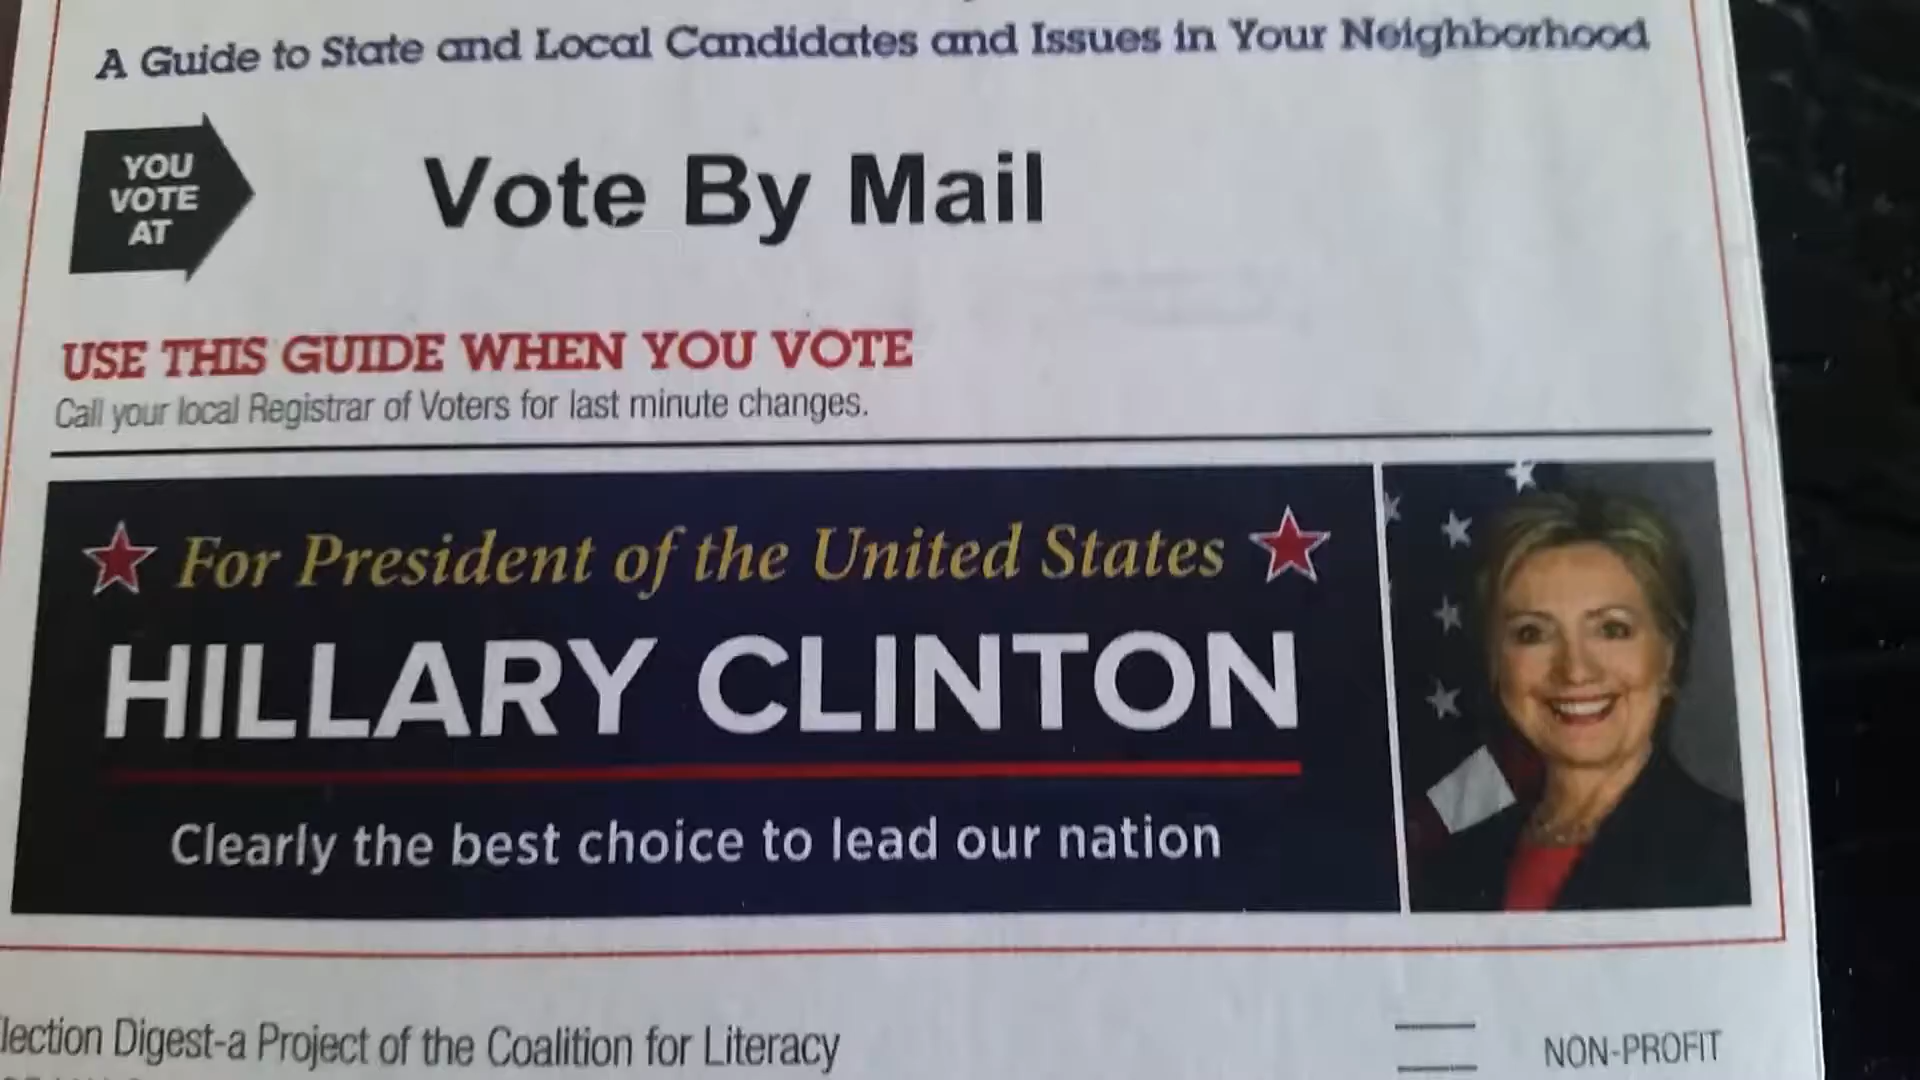 A Guide to State and Local Candidates and Issues in Your Neighborhood
YOU
VOTE
AT
Vote By Mail
USE THIS GUIDE WHEN YOU VOTE
Call your local Registrar of Voters for last minute changes.
For President of the United States
HILLARY CLINTON
Clearly the best choice to lead our nation
lection Digest-a Project of the Coalition for Literacy
NON-PROFIT